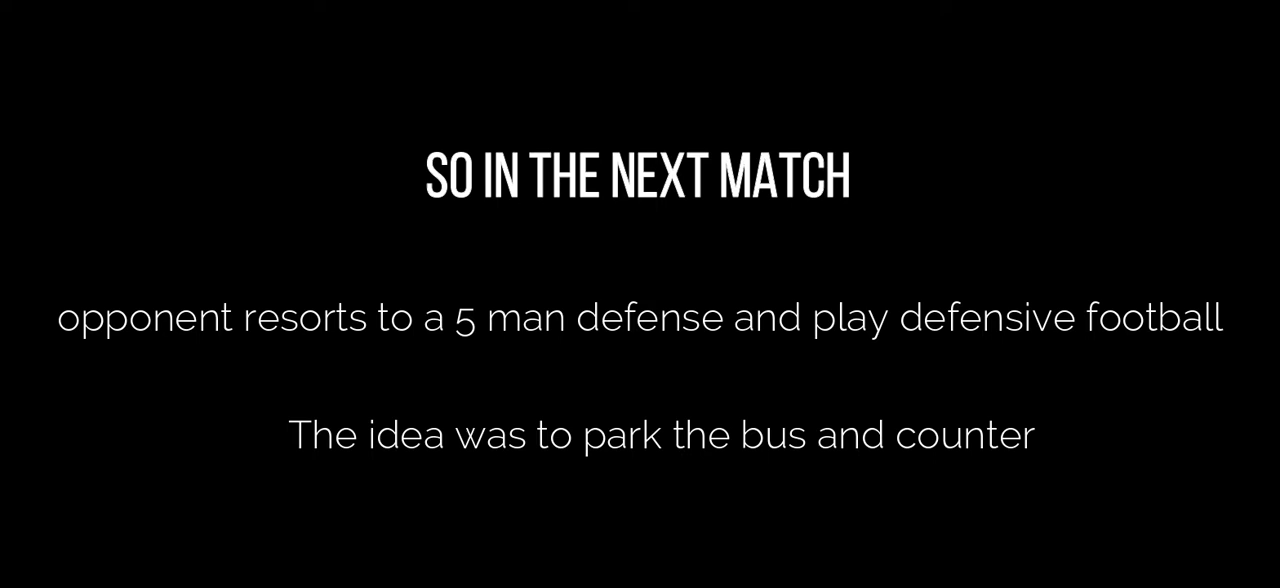 SO IN THE NEXT MATCH
opponent resorts to a 5 man defense and play defensive football
The idea was to park the bus and counter